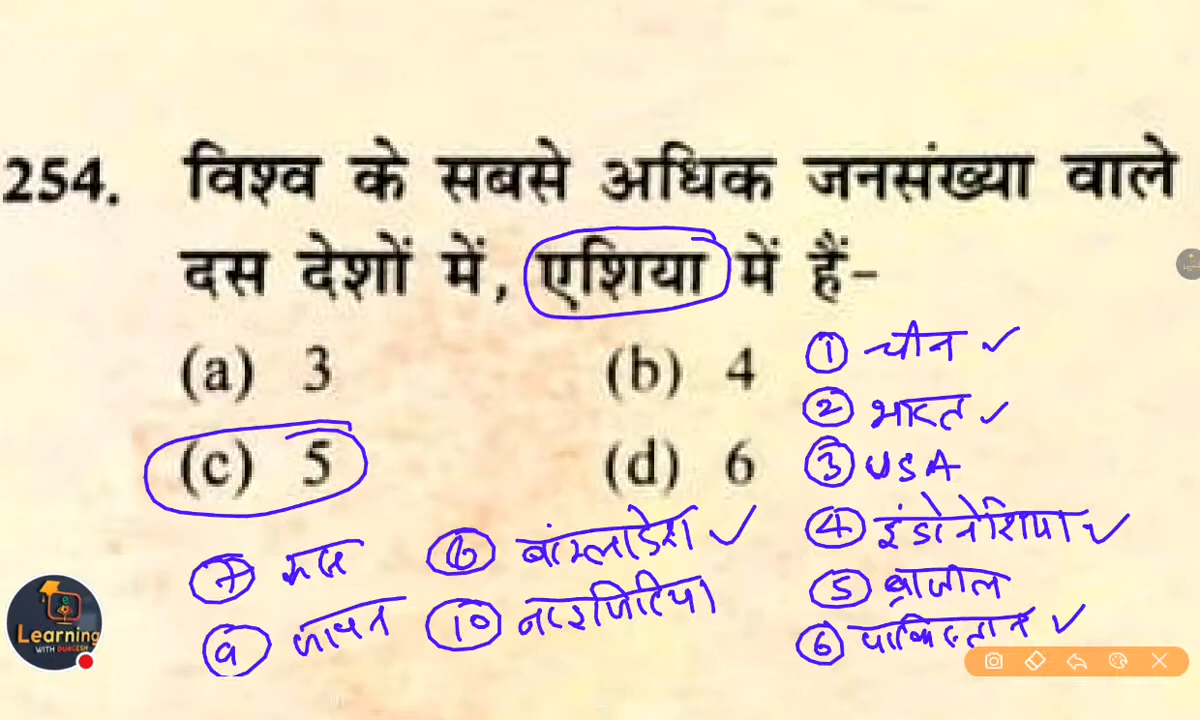 254. विश्व के सबसे अधिक जनसंख्या वाले
दस देशों में, एशिया में हैं-
(a) 3 (b) 4
(c) 5 (d) 6
① चीन ✓
② भारत ✓
③ USA
④ इंडोनेशिया ✓
⑤ ब्राजील
⑥ पाकिस्तान ✓
⑦ रूस
⑥ बांग्लादेश ✓
⑨ जापान
⑩ नाइजिरिया
Learning
WITH DURGESH